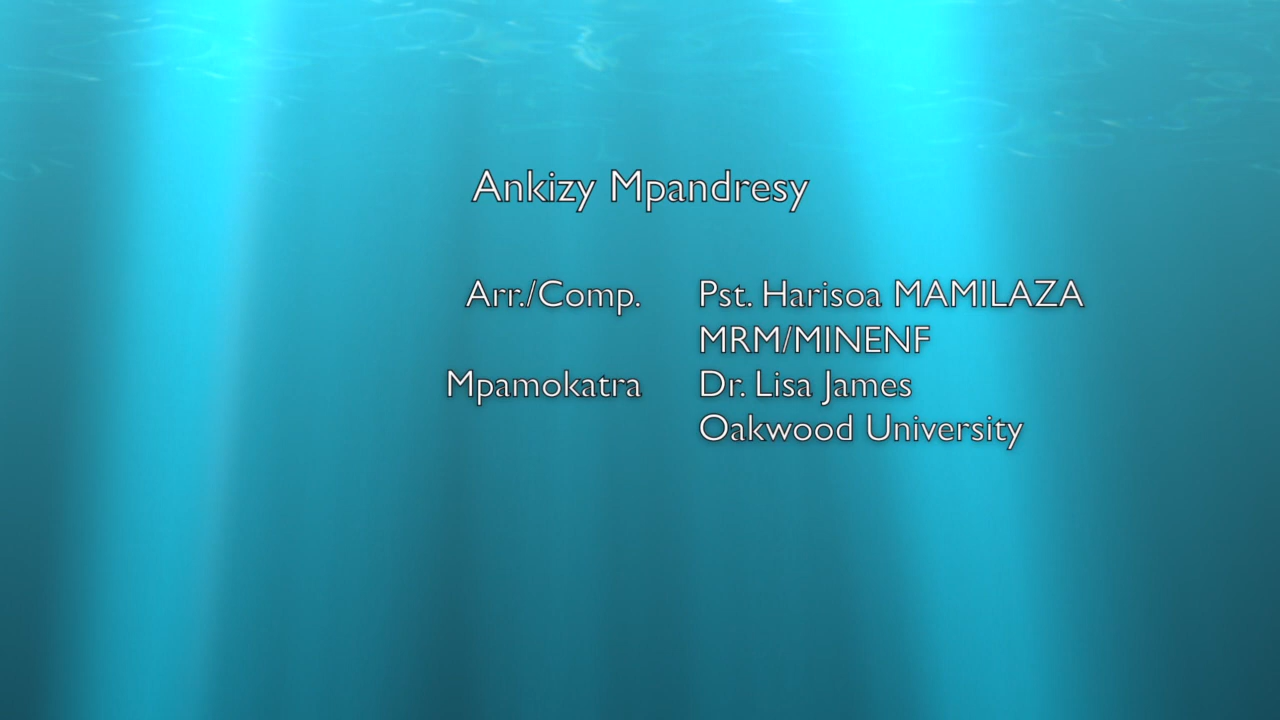 Ankizy Mpandresy
Arr./Comp. Pst. Harisoa MAMILAZA
MRM/MINENF
Mpamokatra Dr. Lisa James
Oakwood University